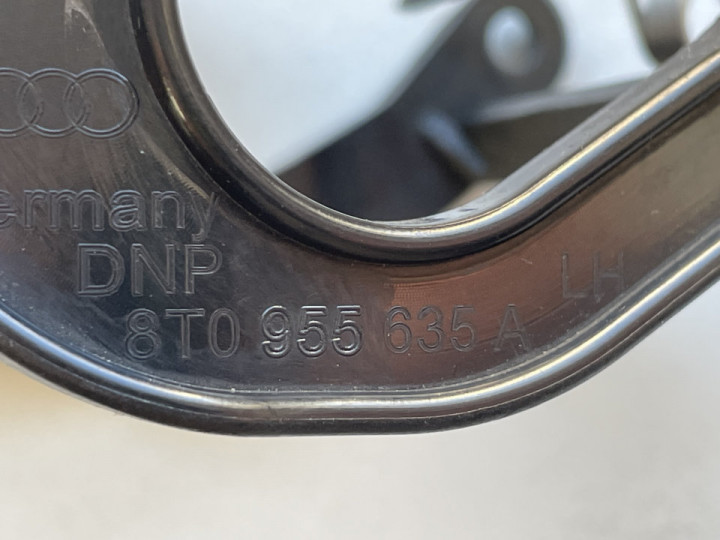 ermany
DNP
LH
8T0 955 635 A